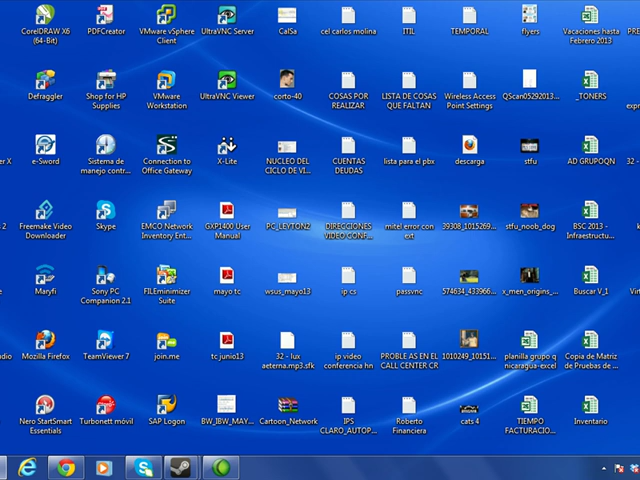 CorelDRAW X6
(64-Bit)
PDFCreator
VMware vSphere
Client
UltraVNC Server
CalSa
cel carlos molina
ITIL
TEMPORAL
flyers
Vacaciones hasta
Febrero 2013
PRE
Defraggler
Shop for HP
Supplies
VMware
Workstation
UltraVNC Viewer
corto-40
COSAS POR
REALIZAR
LISTA DE COSAS
QUE FALTAN
Wireless Access
Point Settings
QScan05292013...
_TONERS
expr
er X
e-Sword
Sistema de
manejo contr...
Connection to
Office Gateway
X-Lite
NUCLEO DEL
CICLO DE VI...
CUENTAS
DEUDAS
lista para el pbx
descarga
stfu
AD GRUPOQN
32 -
s 2
Freemake Video
Downloader
Skype
EMCO Network
Inventory Ent...
GXP1400 User
Manual
PC_LEYTON2
DIRECCIONES
VIDEO CONF...
mitel error con
ext
39308_1015269...
stfu_noob_dog
BSC 2013 -
Infraestructu...
k
e
Maryfi
Sony PC
Companion 2.1
FILEminimizer
Suite
mayo tc
wsus_mayo13
ip cs
passvnc
574634_433966...
x_men_origins_...
Buscar V_1
Virt
udio
Mozilla Firefox
TeamViewer 7
join.me
tc junio13
32 - lux
aeterna.mp3.sfk
ip video
conferencia hn
PROBLE AS EN EL
CALL CENTER CR
1010249_10151...
planilla grupo q
nicaragua-excel
Copia de Matriz
de Pruebas de ...
Nero StartSmart
Essentials
Turbonett móvil
SAP Logon
BW_IBW_MAY...
Cartoon_Network
IPS
CLARO_AUTOP...
Roberto
Financiera
cats 4
TIEMPO
FACTURACIO...
Inventario